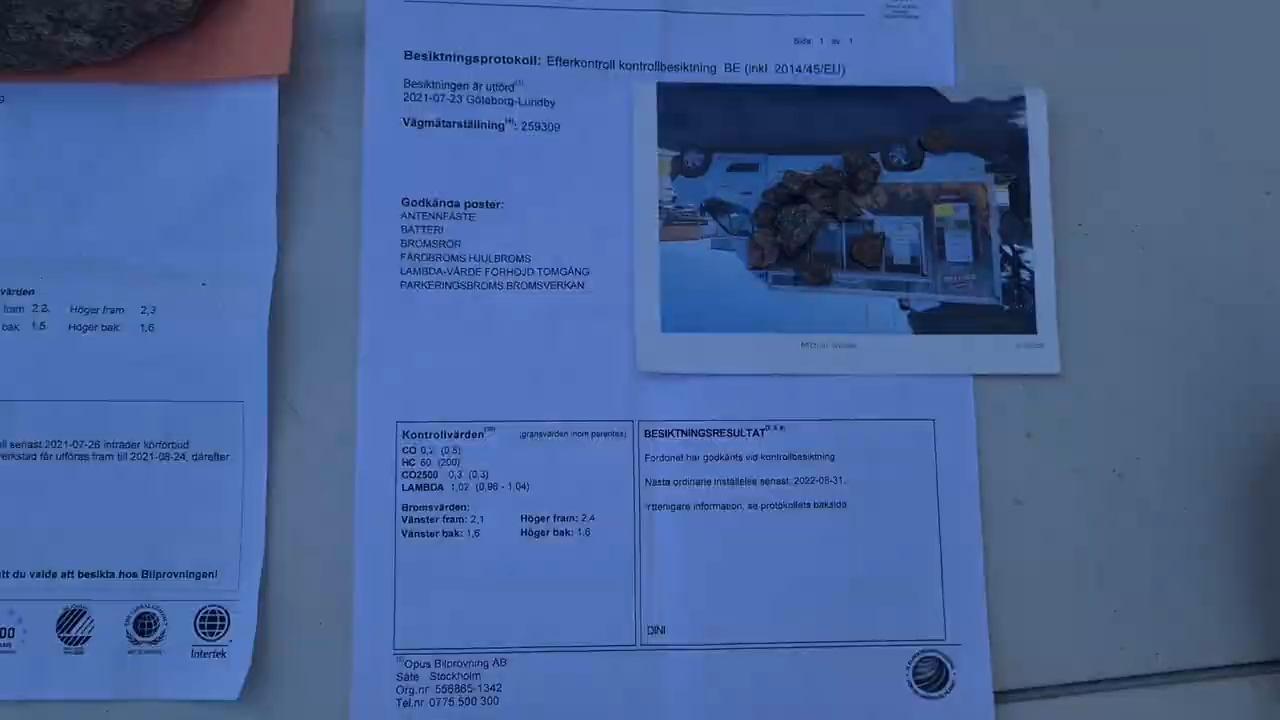 fram 2,2 Höger fram: 2,3
bak: 1,5 Höger bak: 1,6
senast 2021-07-26 inträder körförbud
får utföras fram till 2021-08-24, därefter
att du valde att besikta hos Bilprovningen!
Intertek
Sida 1 av 1
Besiktningsprotokoll: Efterkontroll kontrollbesiktning BE (inkl. 2014/45/EU)
Besiktningen är utförd
2021-07-23 Göteborg-Lundby
Vägmätarställning: 259309
Godkända poster:
ANTENNFÄSTE
BATTERI
BROMSRÖR
FÄRDBROMS HJULBROMS
LAMBDA-VÄRDE FÖRHÖJD TOMGÅNG
PARKERINGSBROMS BROMSVERKAN
Kontrollvärden (gränsvärden inom parentes)
CO 0,2 (0,5)
HC 60 (200)
CO2500 0,3 (0,3)
LAMBDA 1,02 (0,96 - 1,04)
Bromsvärden:
Vänster fram: 2,1 Höger fram: 2,4
Vänster bak: 1,6 Höger bak: 1,6
BESIKTNINGSRESULTAT
Fordonet har godkänts vid kontrollbesiktning
Nästa ordinarie inställelse senast: 2022-08-31.
Ytterligare information, se protokollets baksida
DINI
Opus Bilprovning AB
Säte Stockholm
Org.nr 556865-1342
Tel.nr 0775 500 300